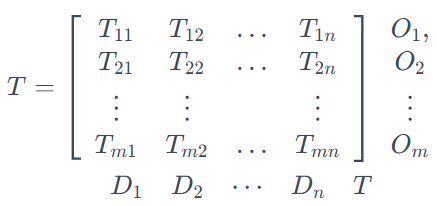 T₁₁ T₁₂ … T₁ₙ O₁,
T₂₁ T₂₂ … T₂ₙ O₂
T = ⋮ ⋮ ⋮ ⋮
Tₘ₁ Tₘ₂ … Tₘₙ Oₘ
D₁ D₂ ⋯ Dₙ T